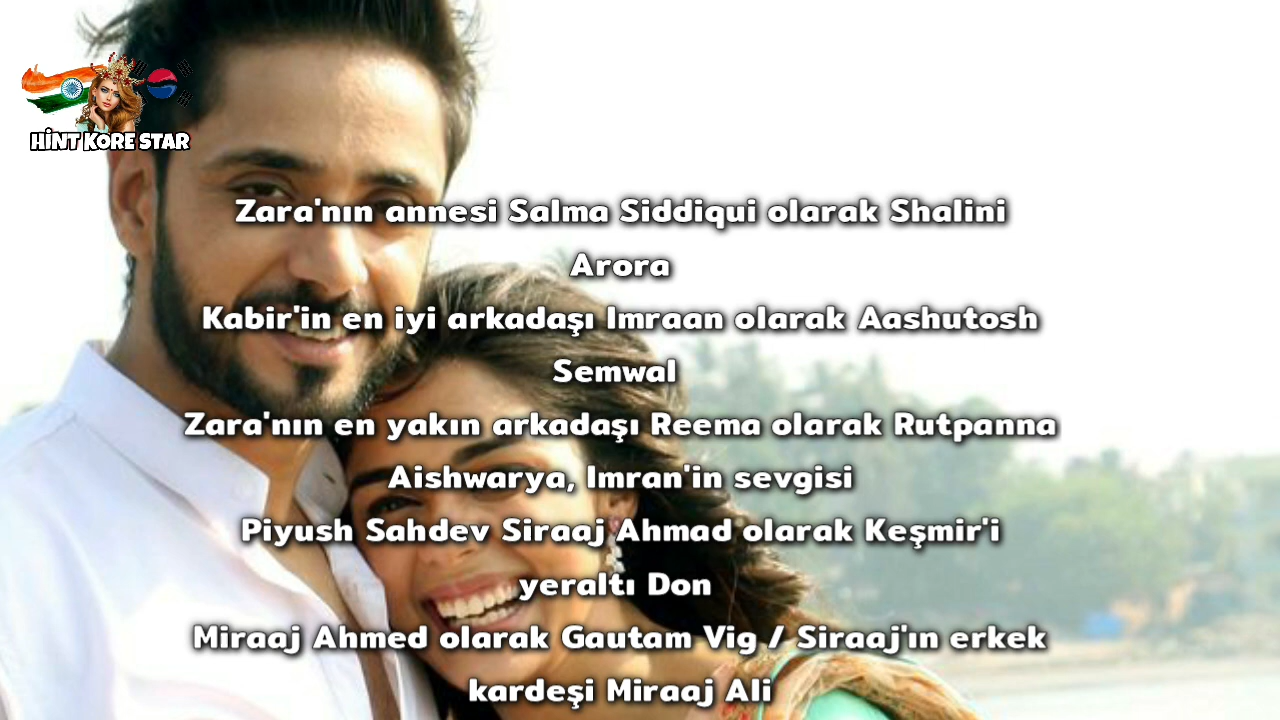 HİNT KORE STAR
Zara'nın annesi Salma Siddiqui olarak Shalini
Arora
Kabir'in en iyi arkadaşı Imraan olarak Aashutosh
Semwal
Zara'nın en yakın arkadaşı Reema olarak Rutpanna
Aishwarya, Imran'in sevgisi
Piyush Sahdev Siraaj Ahmad olarak Keşmir'i
yeraltı Don
Miraaj Ahmed olarak Gautam Vig / Siraaj'ın erkek
kardeşi Miraaj Ali